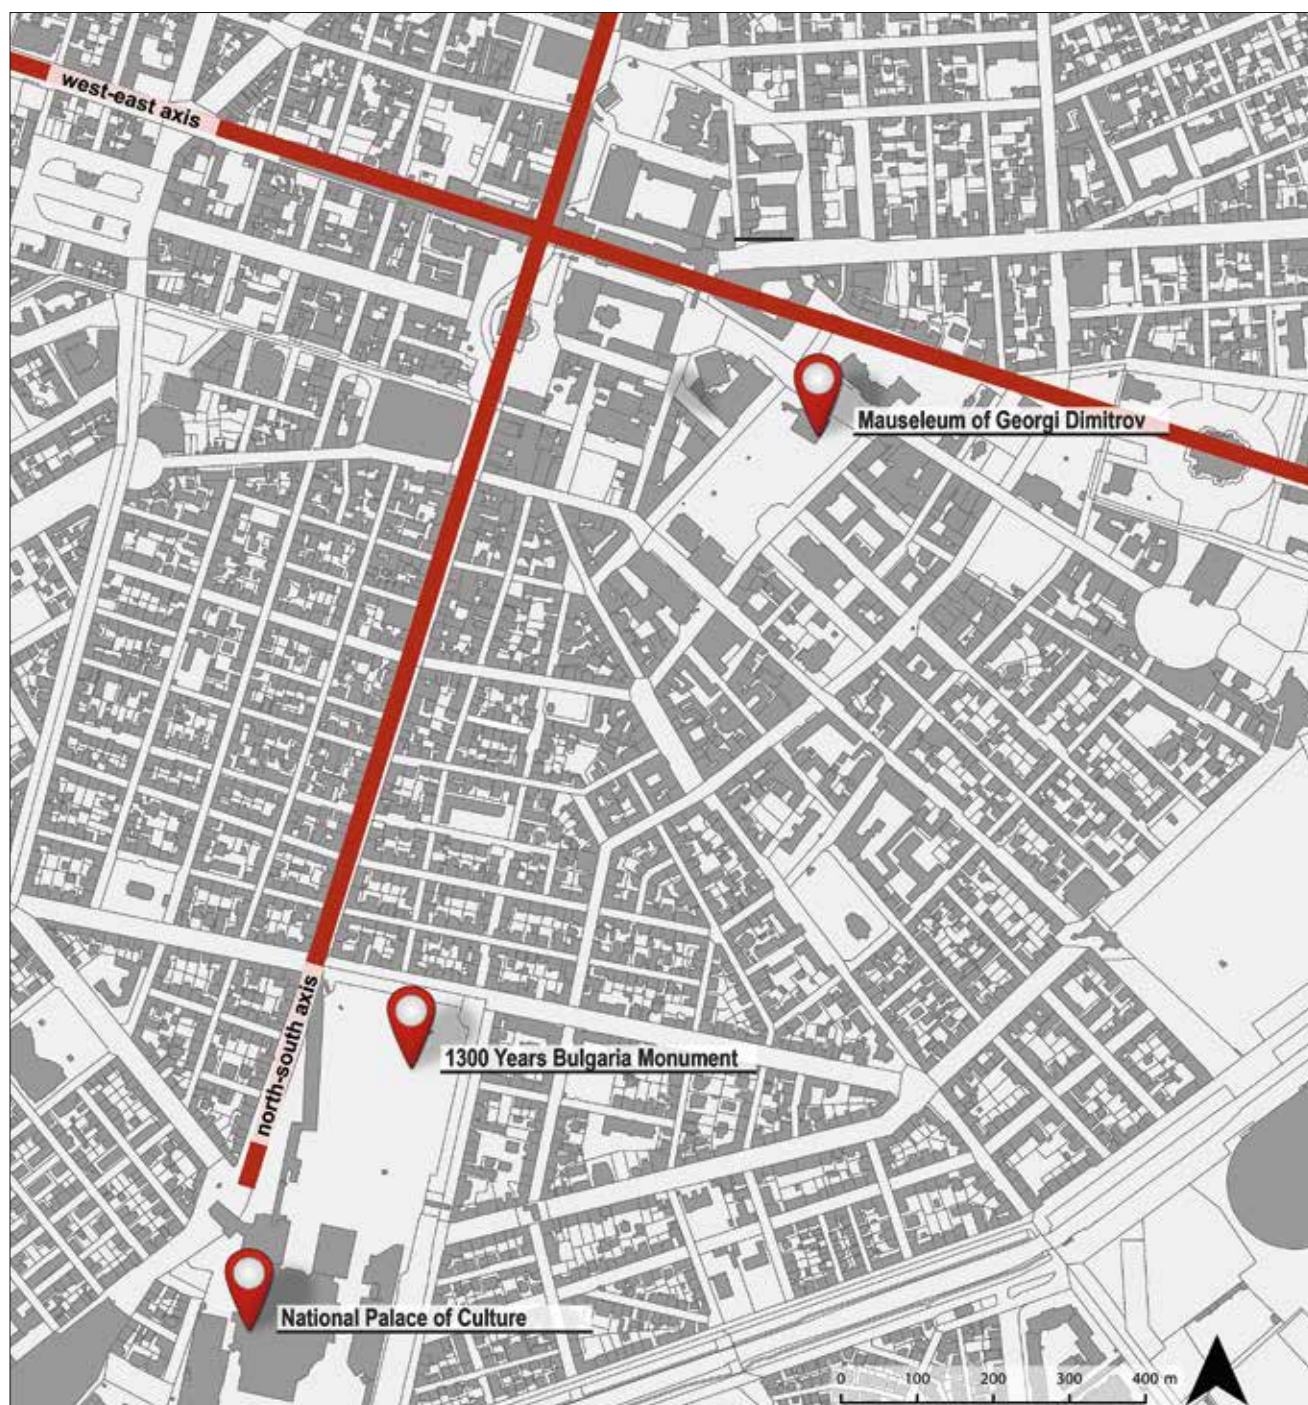 west-east axis
Mauseleum of Georgi Dimitrov
north-south axis
1300 Years Bulgaria Monument
National Palace of Culture
0 100 200 300 400 m